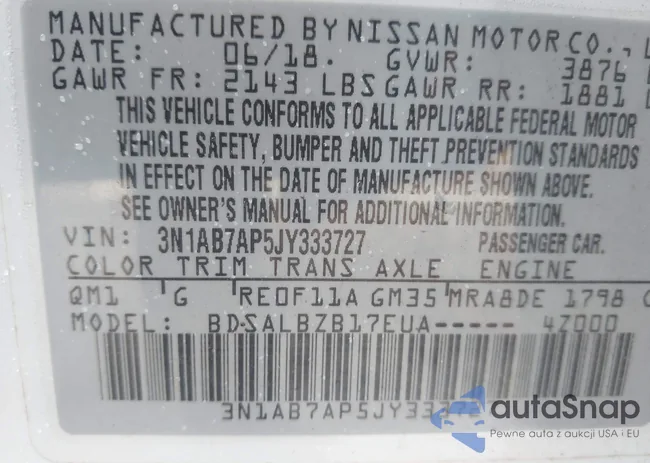 MANUFACTURED BY NISSAN MOTOR CO., L
DATE: 06/18. GVWR: 3876
GAWR FR: 2143 LBS GAWR RR: 1881
THIS VEHICLE CONFORMS TO ALL APPLICABLE FEDERAL MOTOR
VEHICLE SAFETY, BUMPER AND THEFT PREVENTION STANDARDS
IN EFFECT ON THE DATE OF MANUFACTURE SHOWN ABOVE.
SEE OWNER'S MANUAL FOR ADDITIONAL INFORMATION.
VIN: 3N1AB7AP5JY333727 PASSENGER CAR.
COLOR TRIM TRANS AXLE ENGINE
QM1 G RE0F11A GM35 MRA8DE 1798 C
MODEL: BDSALBZB17EUA----- 4Z000
3N1AB7AP5JY33372
autoSnap
Pewne auta z aukcji USA i EU